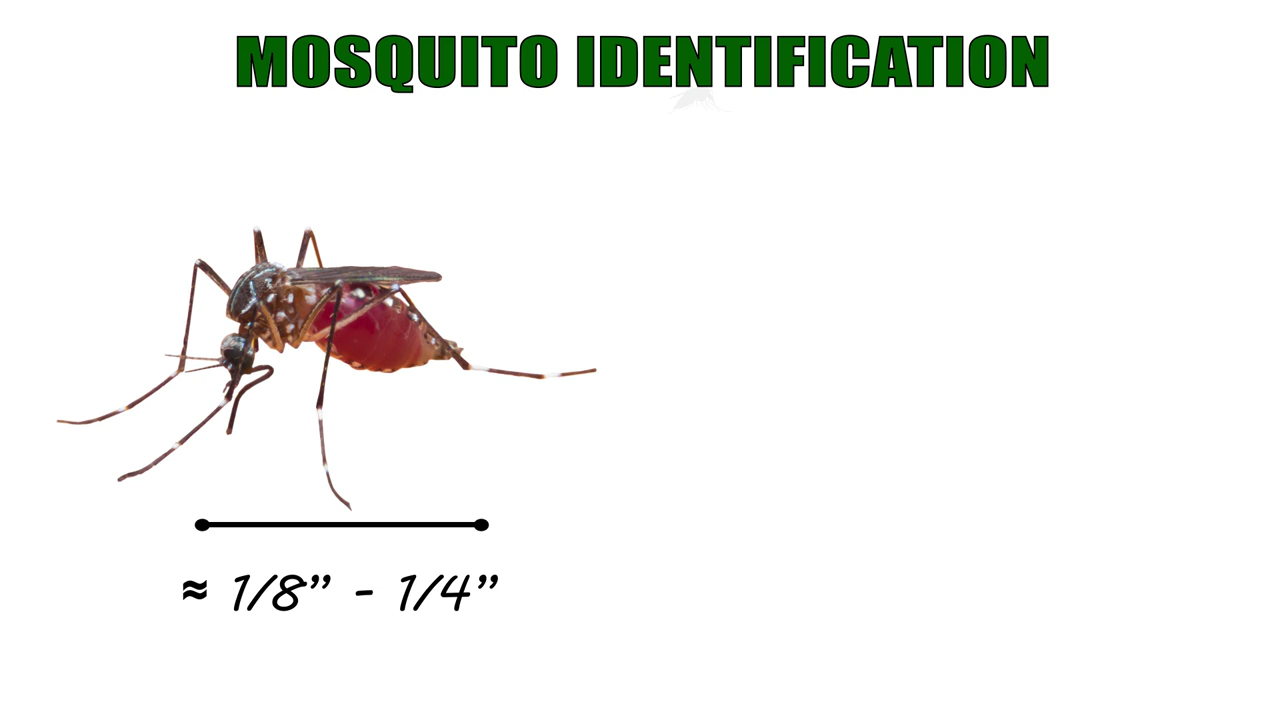 MOSQUITO IDENTIFICATION
≈ 1/8” - 1/4”